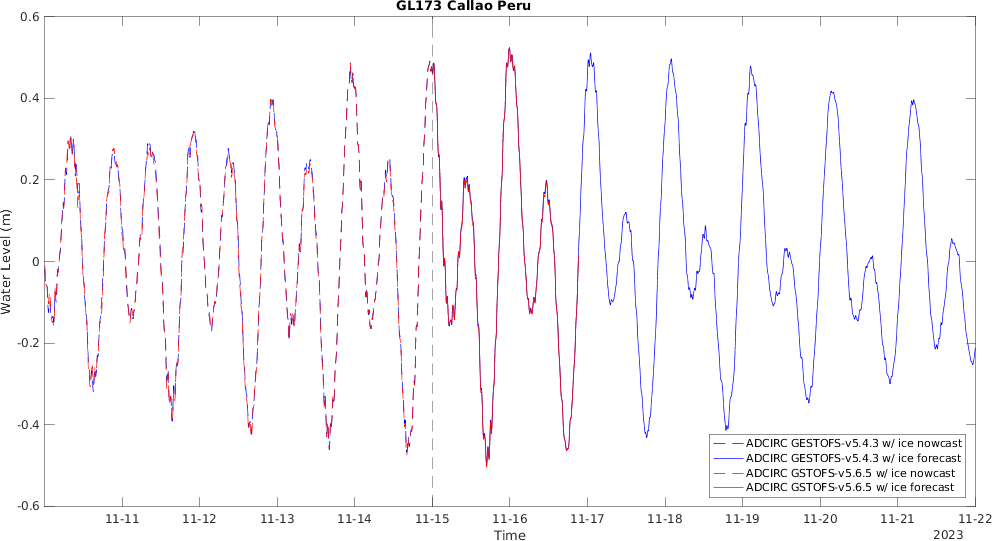 GL173 Callao Peru
0.6
0.4
0.2
0
-0.2
-0.4
-0.6
Water Level (m)
ADCIRC GESTOFS-v5.4.3 w/ ice nowcast
ADCIRC GESTOFS-v5.4.3 w/ ice forecast
ADCIRC GSTOFS-v5.6.5 w/ ice nowcast
ADCIRC GSTOFS-v5.6.5 w/ ice forecast
11-11 11-12 11-13 11-14 11-15 11-16 11-17 11-18 11-19 11-20 11-21 11-22
Time
2023